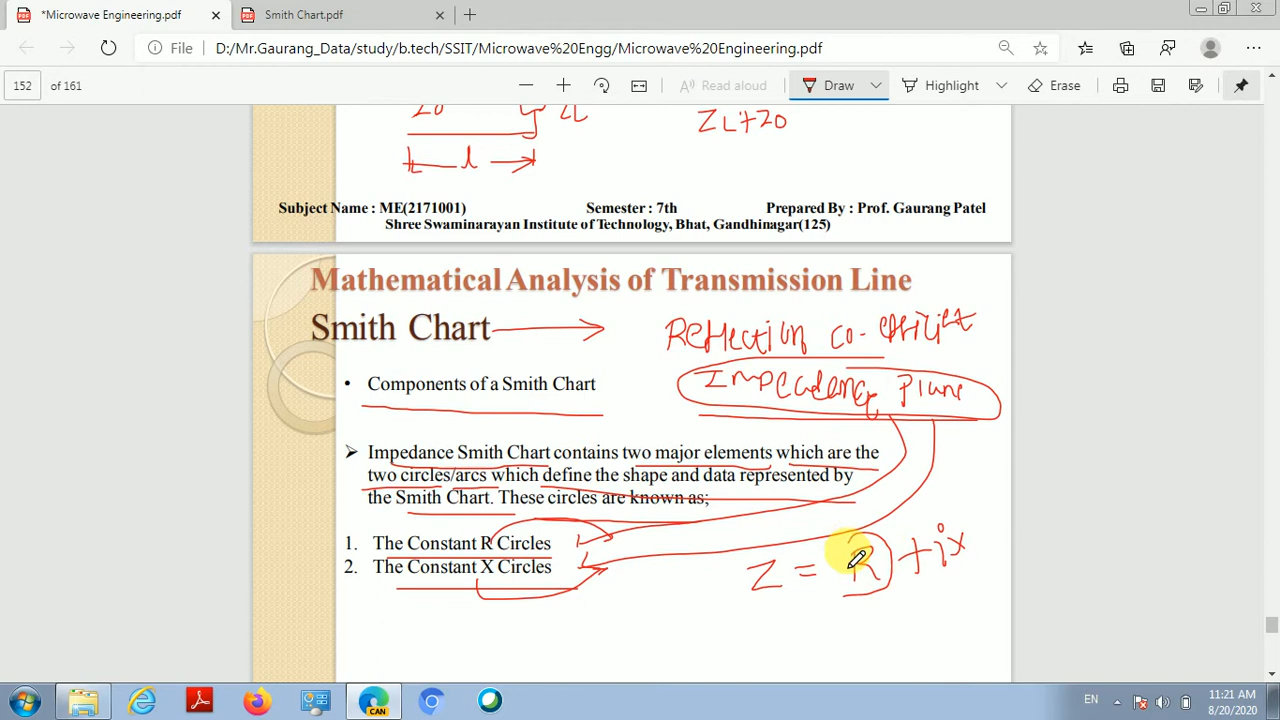 *Microwave Engineering.pdf
Smith Chart.pdf
File
D:/Mr.Gaurang_Data/study/b.tech/SSIT/Microwave%20Engg/Microwave%20Engineering.pdf
152 of 161
Read aloud
Draw
Highlight
Erase
Z0 ZL
ZL+Z0
l
Subject Name : ME(2171001) Semester : 7th Prepared By : Prof. Gaurang Patel
Shree Swaminarayan Institute of Technology, Bhat, Gandhinagar(125)
Mathematical Analysis of Transmission Line
Smith Chart
Reflection co-efficient
• Components of a Smith Chart
Impedance Plane
➤ Impedance Smith Chart contains two major elements which are the
two circles/arcs which define the shape and data represented by
the Smith Chart. These circles are known as;
1. The Constant R Circles
2. The Constant X Circles
Z = R + jx
CAN
EN
11:21 AM
8/20/2020